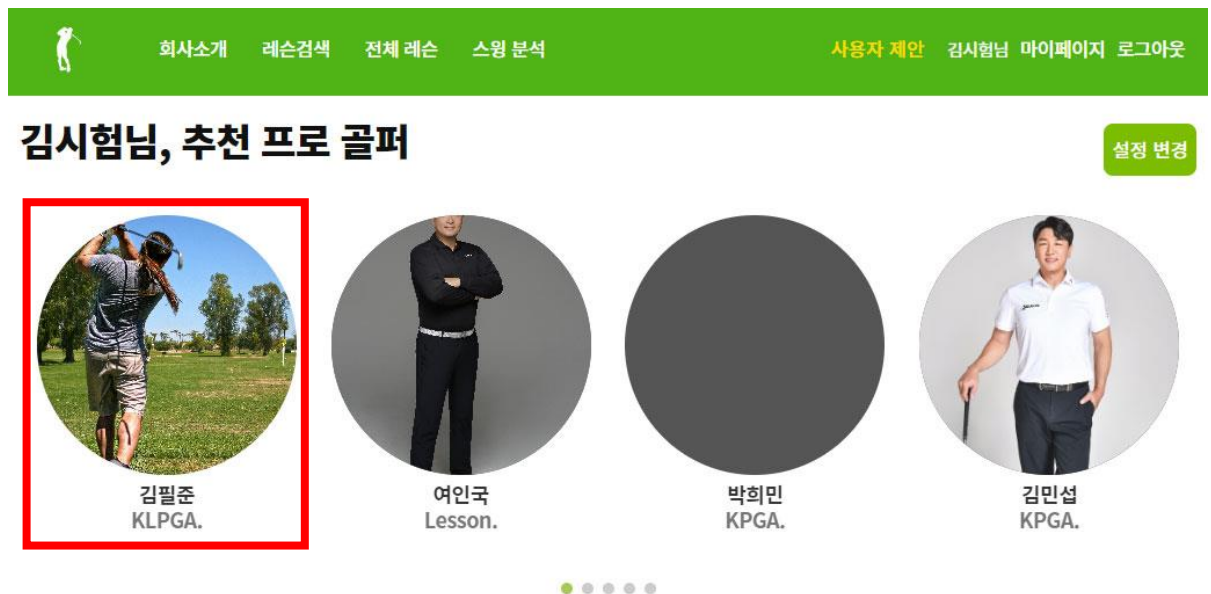 회사소개 레슨검색 전체 레슨 스윙 분석 사용자 제안 김시험님 마이페이지 로그아웃
김시험님, 추천 프로 골퍼
설정 변경
김필준 여인국 박희민 김민섭
KLPGA. Lesson. KPGA. KPGA.